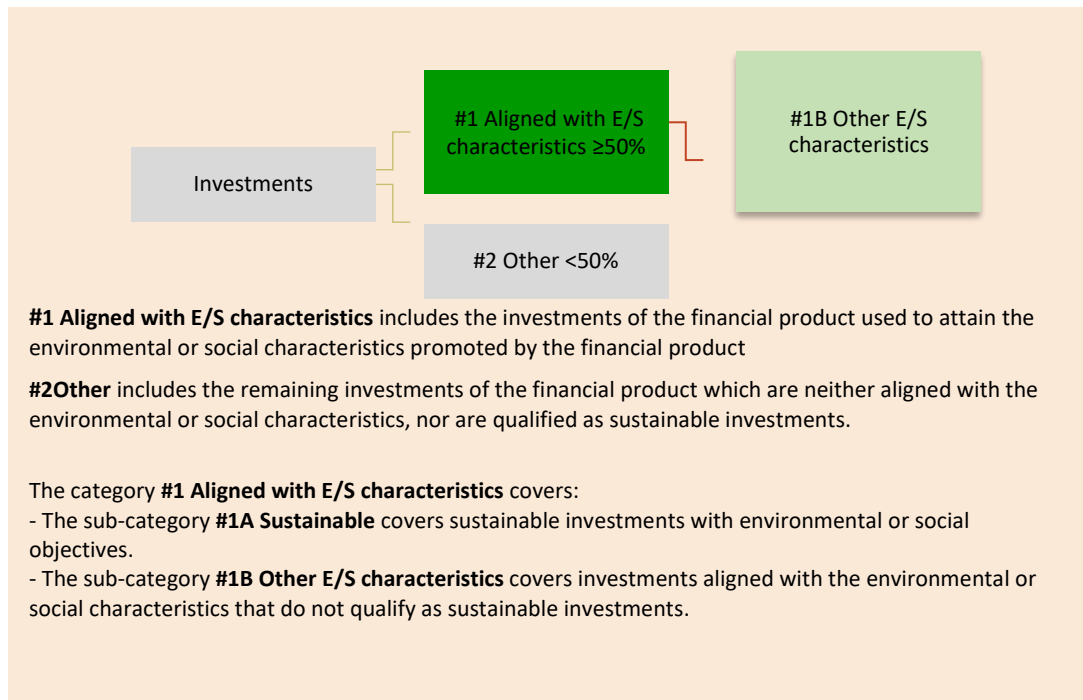 #1 Aligned with E/S
characteristics ≥50%
#1B Other E/S
characteristics
Investments
#2 Other <50%
#1 Aligned with E/S characteristics includes the investments of the financial product used to attain the
environmental or social characteristics promoted by the financial product
#2Other includes the remaining investments of the financial product which are neither aligned with the
environmental or social characteristics, nor are qualified as sustainable investments.
The category #1 Aligned with E/S characteristics covers:
- The sub-category #1A Sustainable covers sustainable investments with environmental or social
objectives.
- The sub-category #1B Other E/S characteristics covers investments aligned with the environmental or
social characteristics that do not qualify as sustainable investments.